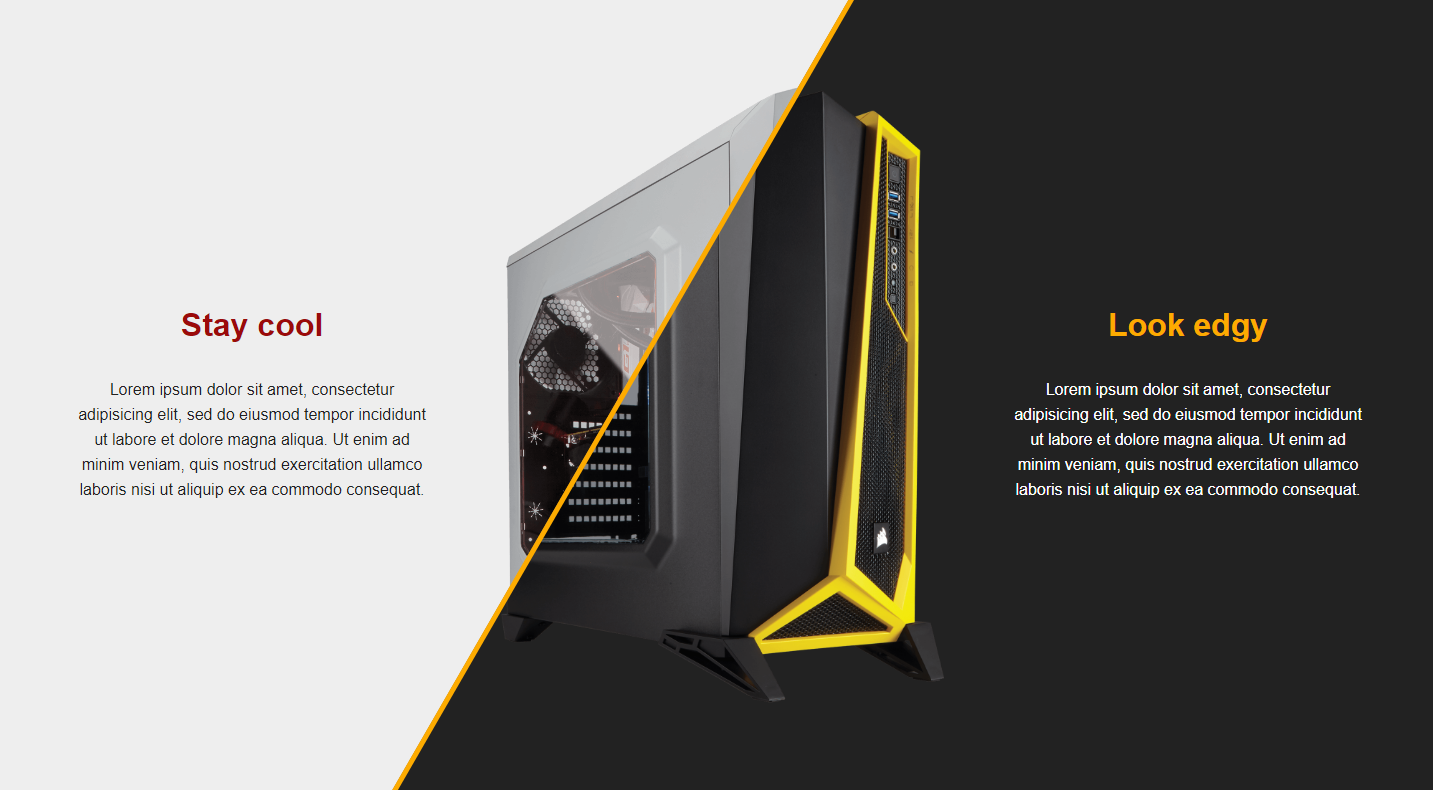 Stay cool
Lorem ipsum dolor sit amet, consectetur
adipisicing elit, sed do eiusmod tempor incididunt
ut labore et dolore magna aliqua. Ut enim ad
minim veniam, quis nostrud exercitation ullamco
laboris nisi ut aliquip ex ea commodo consequat.
Look edgy
Lorem ipsum dolor sit amet, consectetur
adipisicing elit, sed do eiusmod tempor incididunt
ut labore et dolore magna aliqua. Ut enim ad
minim veniam, quis nostrud exercitation ullamco
laboris nisi ut aliquip ex ea commodo consequat.